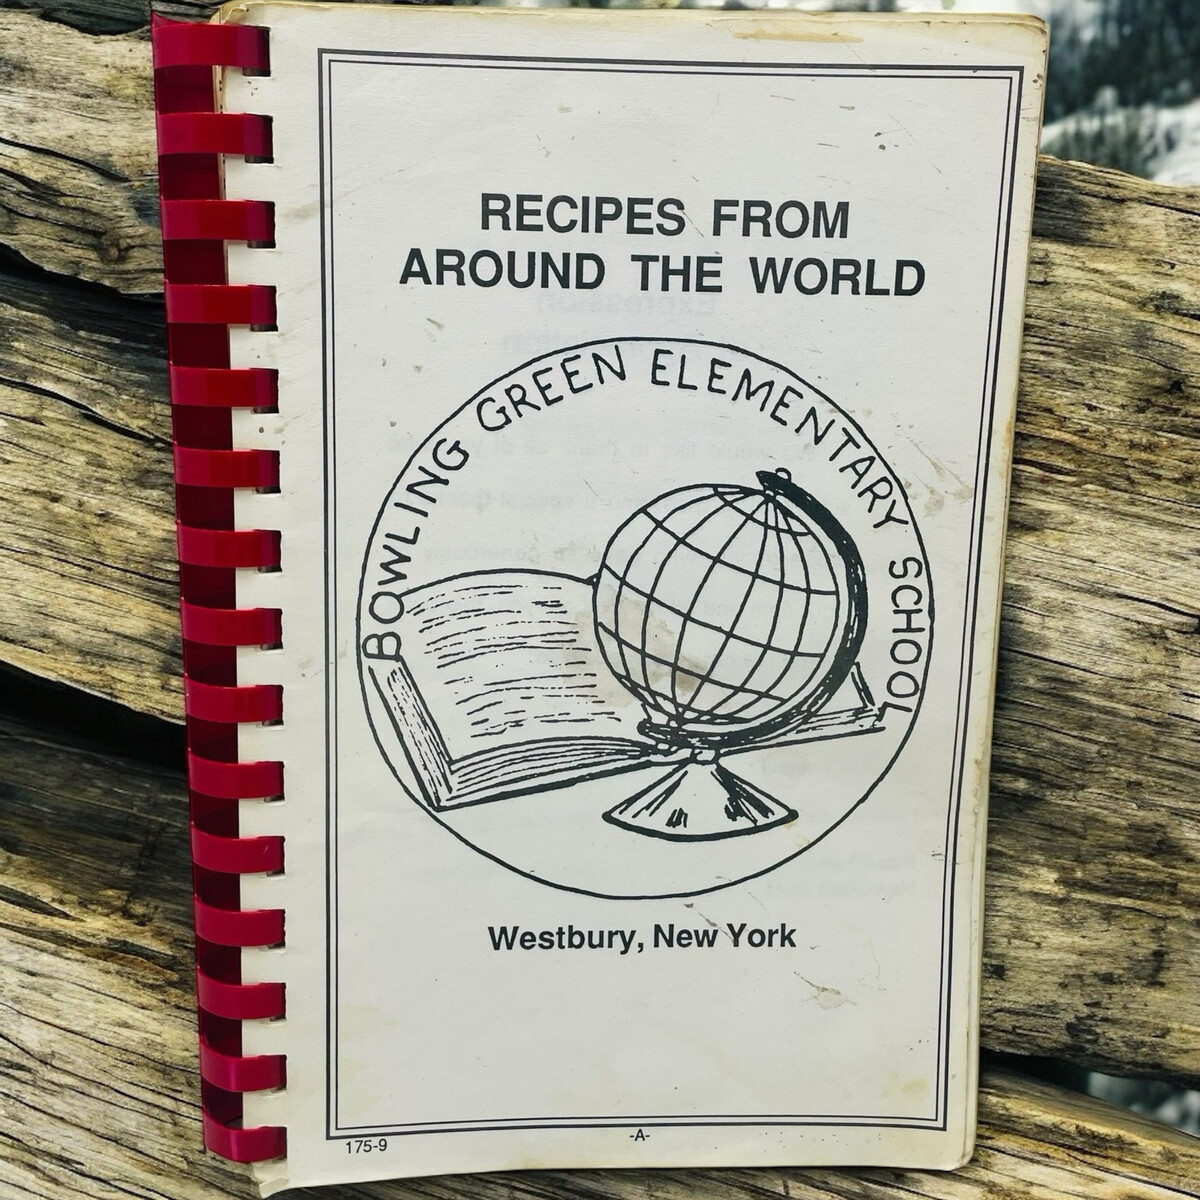 RECIPES FROM
AROUND THE WORLD
BOWLING GREEN ELEMENTARY SCHOOL
Westbury, New York
175-9
-A-